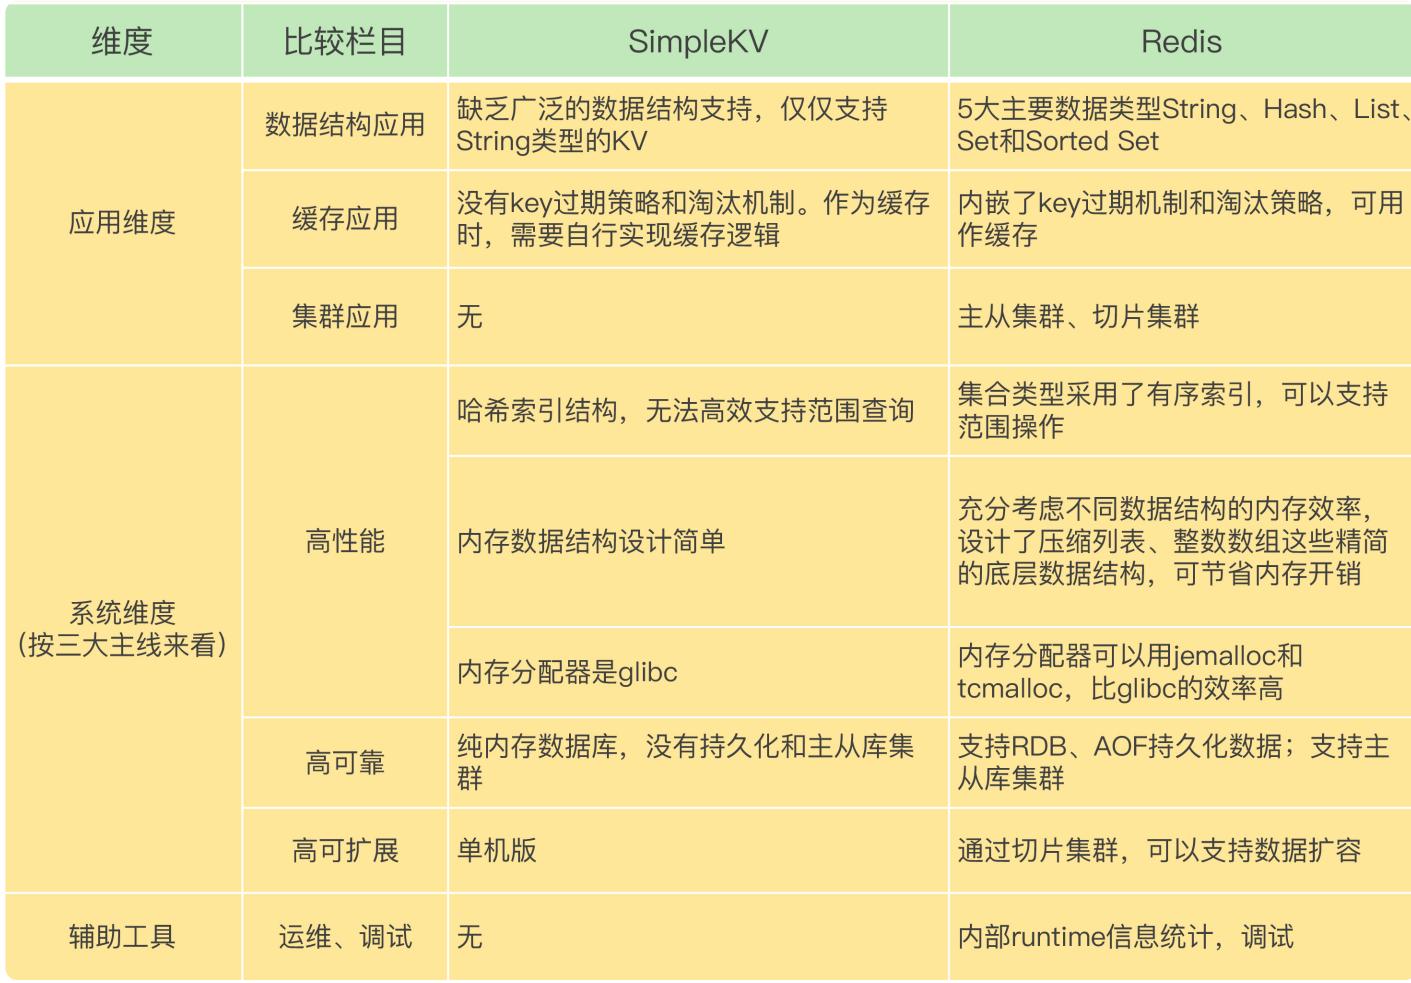 维度
比较栏目
SimpleKV
Redis
应用维度
数据结构应用
缺乏广泛的数据结构支持，仅仅支持
String类型的KV
5大主要数据类型String、Hash、List、
Set和Sorted Set
缓存应用
没有key过期策略和淘汰机制。作为缓存
时，需要自行实现缓存逻辑
内嵌了key过期机制和淘汰策略，可用
作缓存
集群应用
无
主从集群、切片集群
系统维度
（按三大主线来看）
高性能
哈希索引结构，无法高效支持范围查询
集合类型采用了有序索引，可以支持
范围操作
内存数据结构设计简单
充分考虑不同数据结构的内存效率，
设计了压缩列表、整数数组这些精简
的底层数据结构，可节省内存开销
内存分配器是glibc
内存分配器可以用jemalloc和
tcmalloc，比glibc的效率高
高可靠
纯内存数据库，没有持久化和主从库集
群
支持RDB、AOF持久化数据；支持主
从库集群
高可扩展
单机版
通过切片集群，可以支持数据扩容
辅助工具
运维、调试
无
内部runtime信息统计，调试